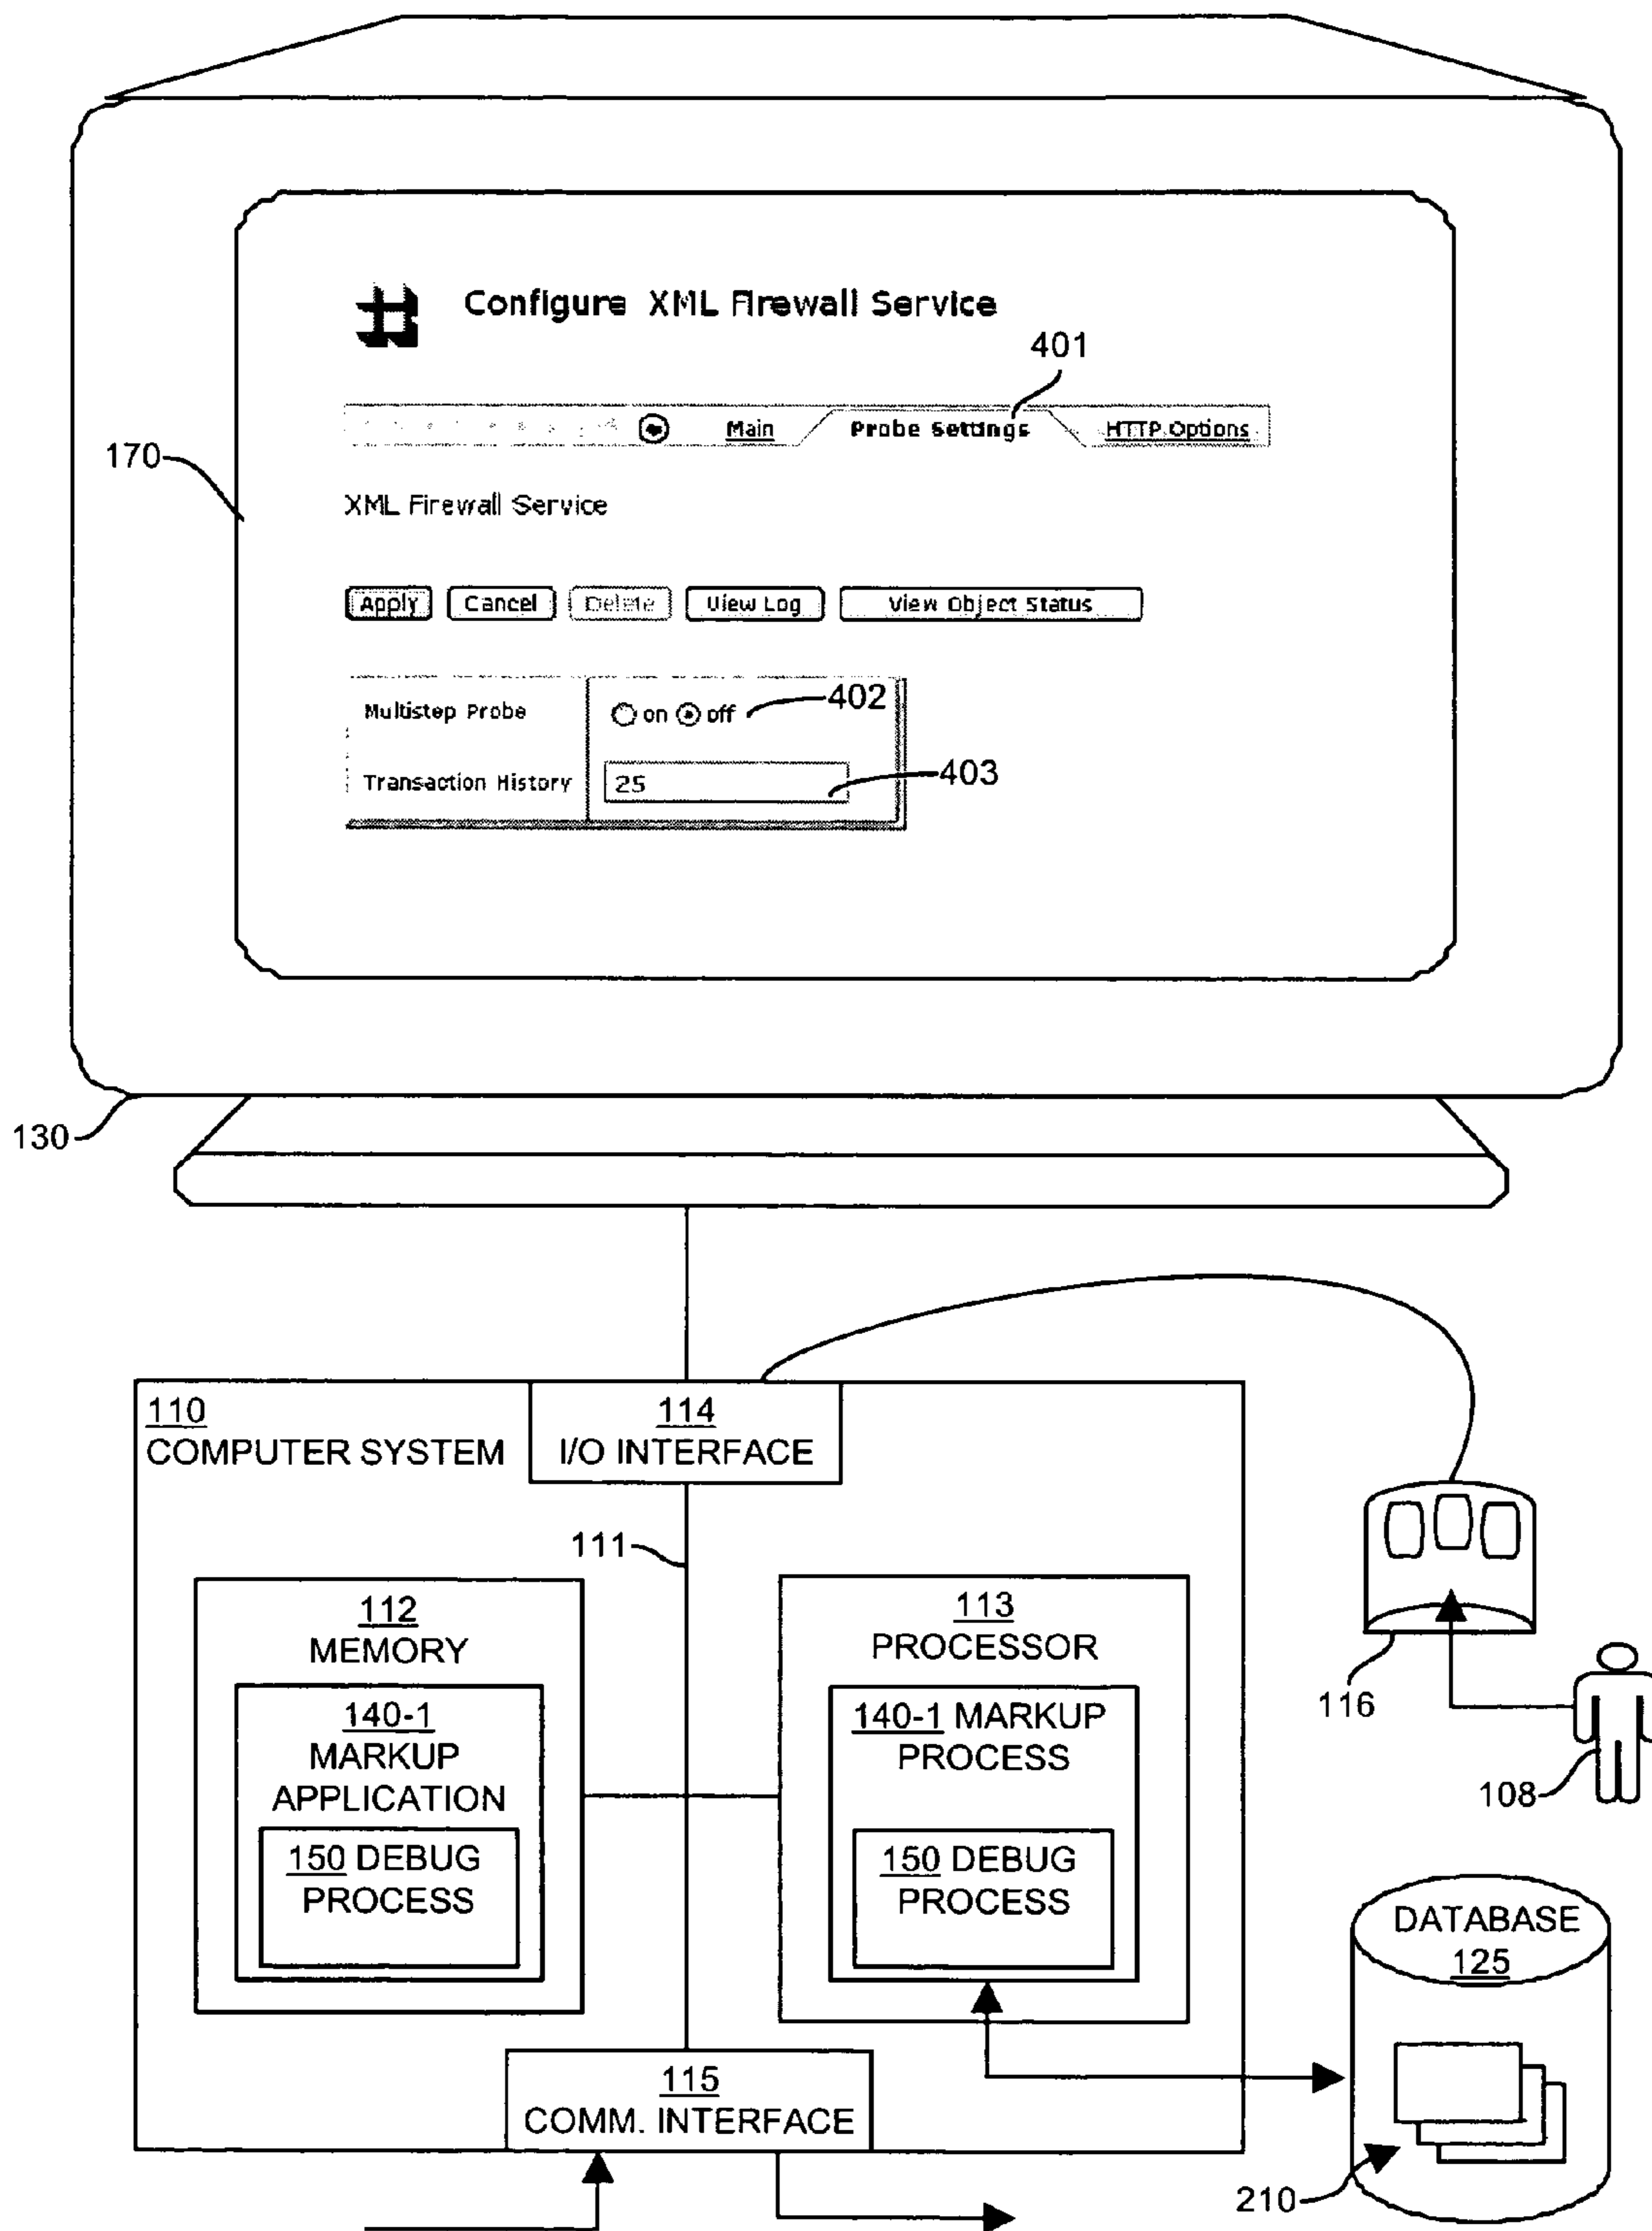 Configure XML Firewall Service
401
Main Probe Settings HTTP Options
170
XML Firewall Service
Apply Cancel Delete View Log View Object Status
Multistep Probe on off 402
Transaction History 25 403
130
110 COMPUTER SYSTEM
114 I/O INTERFACE
111
112 MEMORY
140-1 MARKUP APPLICATION
150 DEBUG PROCESS
113 PROCESSOR
140-1 MARKUP PROCESS
150 DEBUG PROCESS
116
108
DATABASE 125
115 COMM. INTERFACE
210